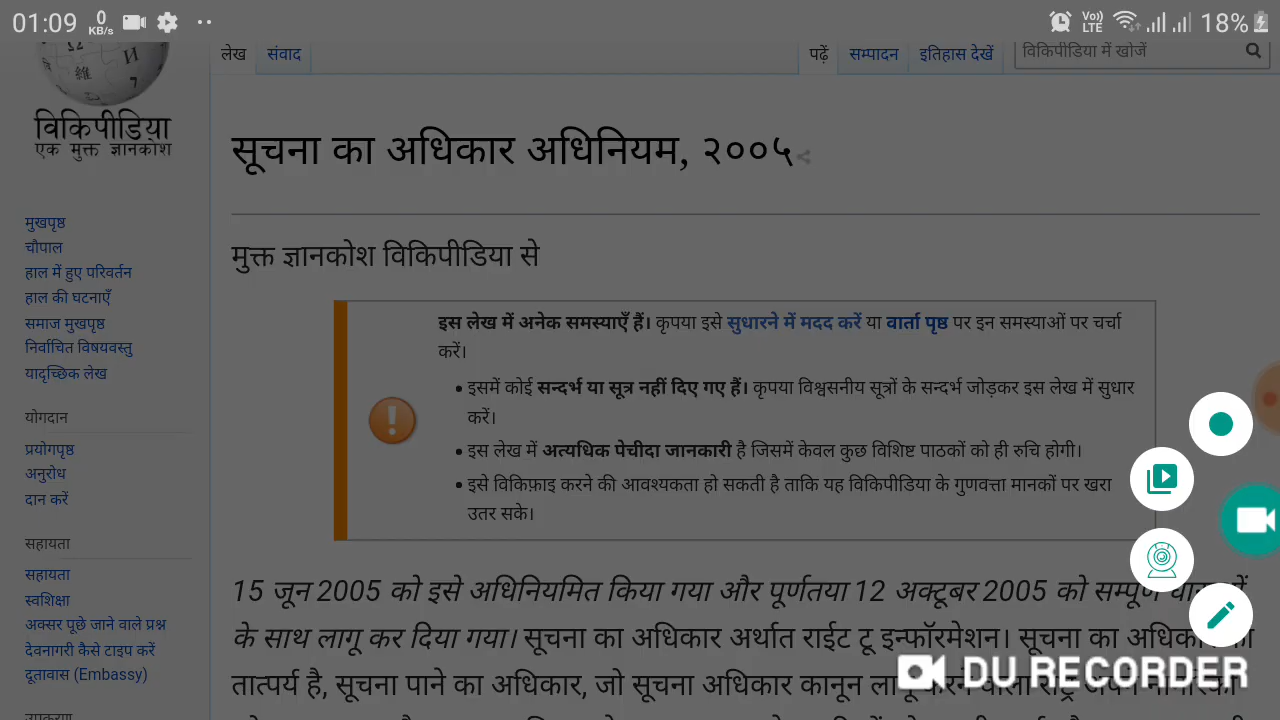 01:09 0 KB/s Vo)) LTE 18%
लेख संवाद पढ़ें सम्पादन इतिहास देखें विकिपीडिया में खोजें
विकिपीडिया
एक मुक्त ज्ञानकोश
सूचना का अधिकार अधिनियम, २००५
मुक्त ज्ञानकोश विकिपीडिया से
मुखपृष्ठ
चौपाल
हाल में हुए परिवर्तन
हाल की घटनाएँ
समाज मुखपृष्ठ
निर्वाचित विषयवस्तु
यादृच्छिक लेख
योगदान
प्रयोगपृष्ठ
अनुरोध
दान करें
सहायता
सहायता
स्वशिक्षा
अक्सर पूछे जाने वाले प्रश्न
देवनागरी कैसे टाइप करें
दूतावास (Embassy)
उपकरण
इस लेख में अनेक समस्याएँ हैं। कृपया इसे सुधारने में मदद करें या वार्ता पृष्ठ पर इन समस्याओं पर चर्चा
करें।
• इसमें कोई सन्दर्भ या सूत्र नहीं दिए गए हैं। कृपया विश्वसनीय सूत्रों के सन्दर्भ जोड़कर इस लेख में सुधार
करें।
• इस लेख में अत्यधिक पेचीदा जानकारी है जिसमें केवल कुछ विशिष्ट पाठकों को ही रुचि होगी।
• इसे विकिफ़ाइ करने की आवश्यकता हो सकती है ताकि यह विकिपीडिया के गुणवत्ता मानकों पर खरा
उतर सके।
15 जून 2005 को इसे अधिनियमित किया गया और पूर्णतया 12 अक्टूबर 2005 को सम्पूर्ण
के साथ लागू कर दिया गया। सूचना का अधिकार अर्थात राईट टू इन्फॉरमेशन। सूचना का
तात्पर्य है, सूचना पाने का अधिकार, जो सूचना अधिकार कानून लागू करने वाला राष्ट्र अपने नागरिकों
DU RECORDER